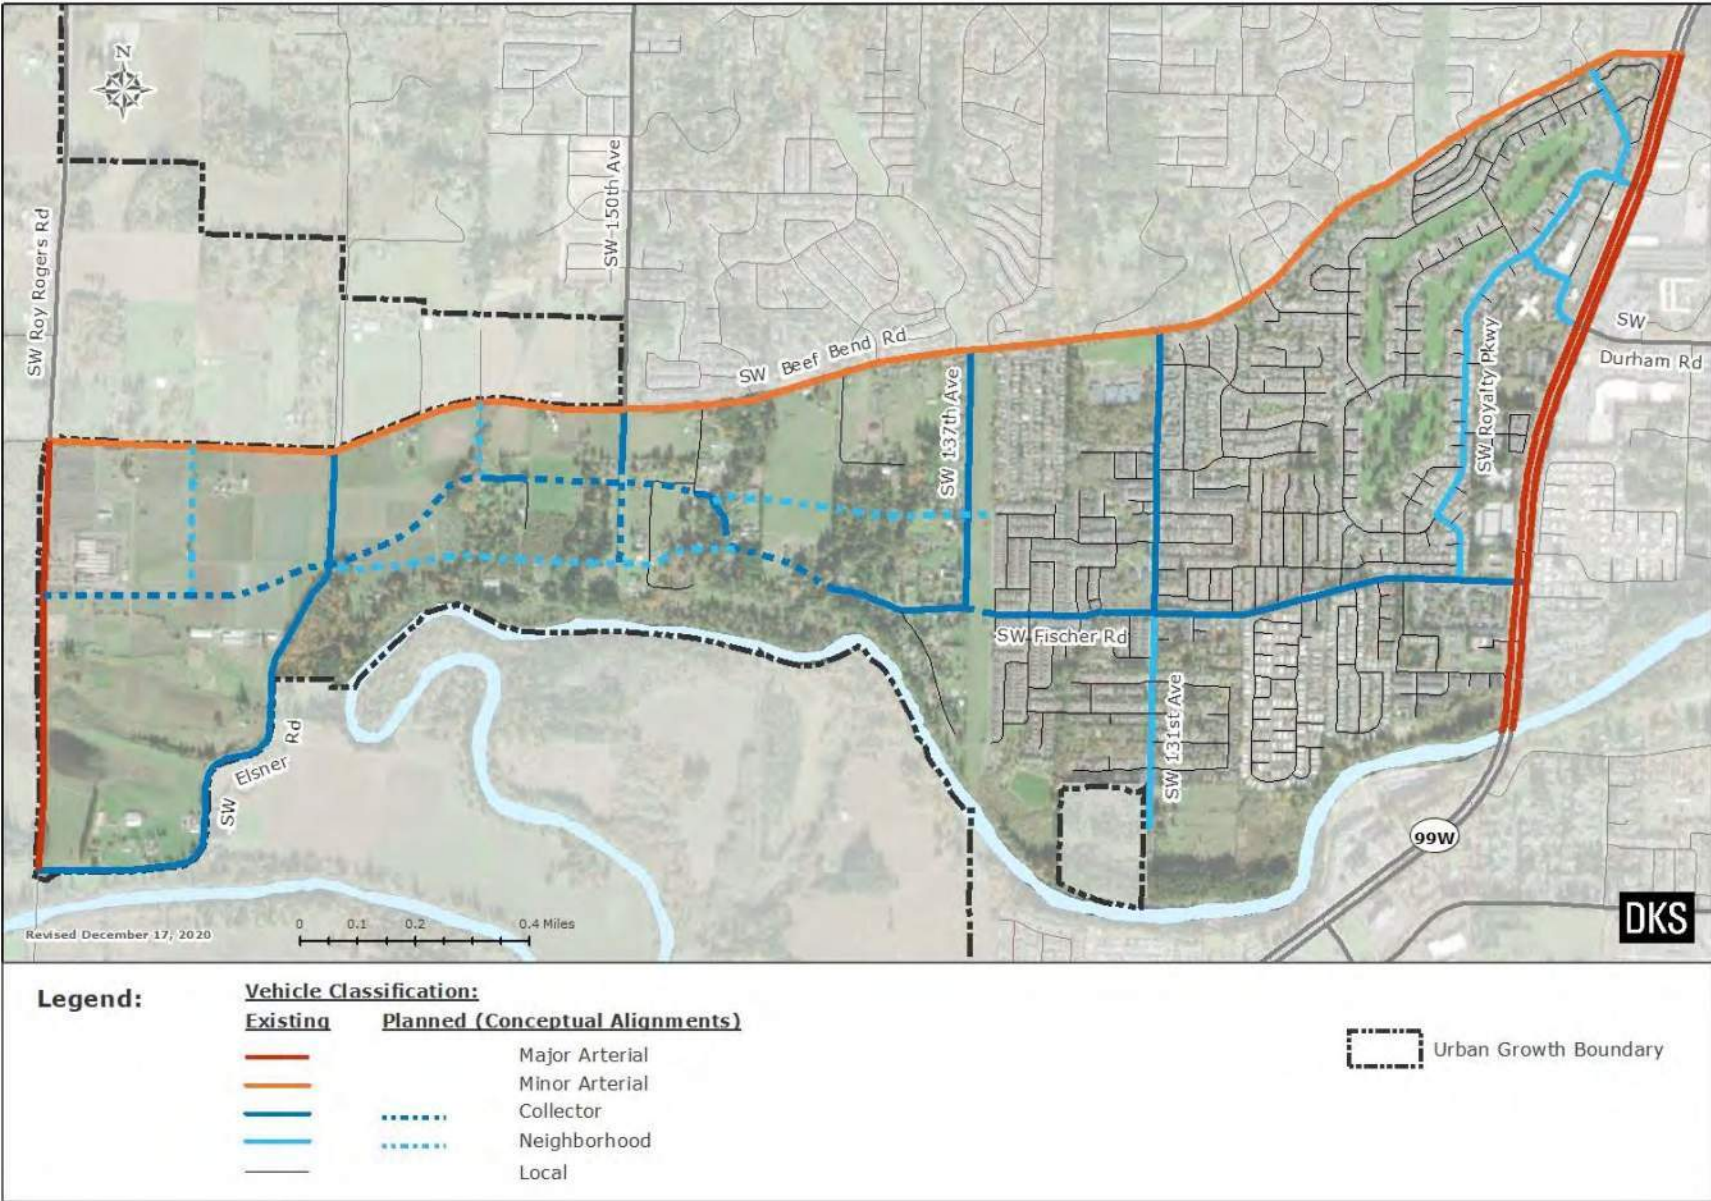 N
SW Roy Rogers Rd
SW 150th Ave
SW Beef Bend Rd
SW 137th Ave
SW Royalty Pkwy
SW
Durham Rd
SW Fischer Rd
SW 131st Ave
SW Elsner Rd
99W
0 0.1 0.2 0.4 Miles
Revised December 17, 2020
DKS
Legend:
Vehicle Classification:
Existing Planned (Conceptual Alignments)
Major Arterial
Minor Arterial
Collector
Neighborhood
Local
Urban Growth Boundary